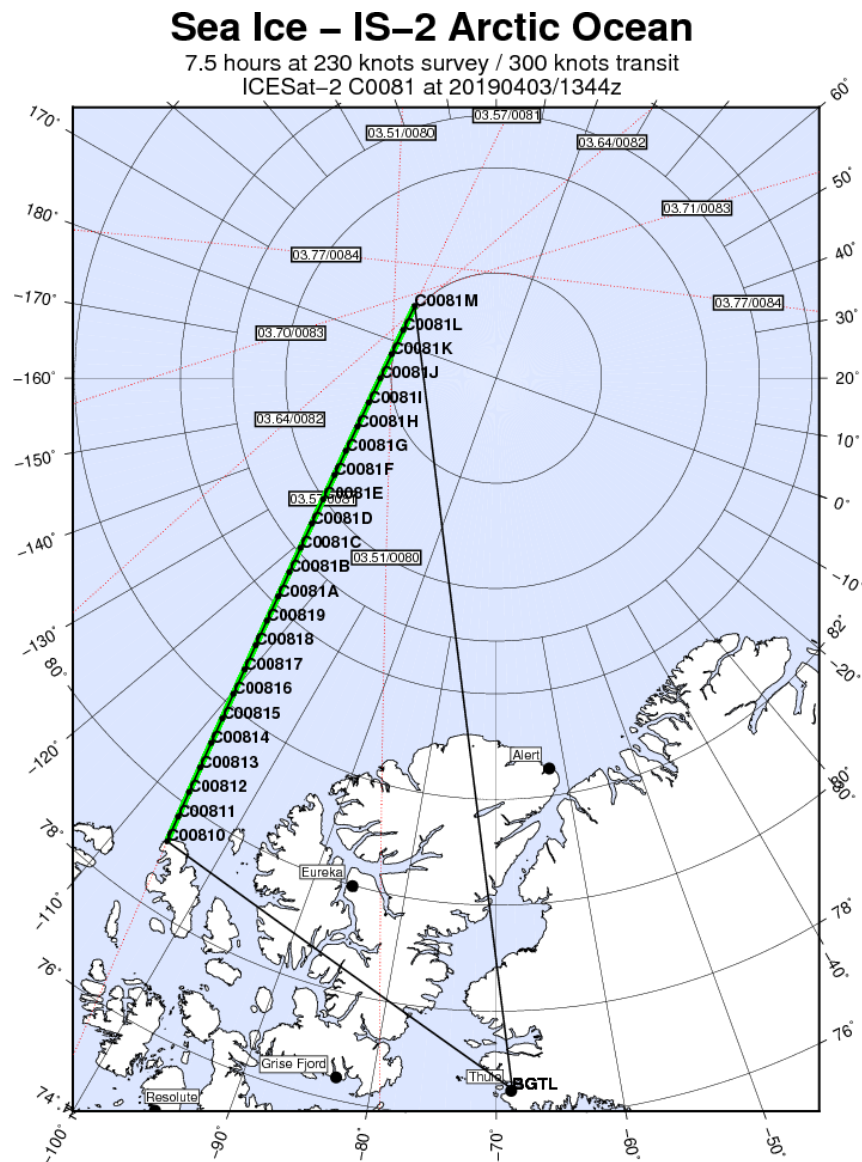 Sea Ice − IS−2 Arctic Ocean
7.5 hours at 230 knots survey / 300 knots transit
ICESat−2 C0081 at 20190403/1344z
60˚
170˚
03.57/0081
03.51/0080
03.64/0082
50˚
180˚
03.71/0083
40˚
03.77/0084
−170˚
C0081M
03.77/0084
30˚
C0081L
03.70/0083
C0081K
−160˚
C0081J
20˚
C0081I
03.64/0082
C0081H
10˚
−150˚
C0081G
C0081F
03.57/0081
C0081E
0˚
C0081D
−140˚
C0081C
03.51/0080
C0081B
−10˚
C0081A
−130˚
C00819
82
C00818
−20˚
80˚
C00817
C00816
C00815
−120˚
C00814
Alert
C00813
80˚
C00812
C00811
78˚
C00810
Eureka
−110˚
78˚
76˚
−40˚
76˚
Grise Fjord
Thule
BGTL
Resolute
74˚
−100˚
−90˚
−80˚
−70˚
−60˚
−50˚